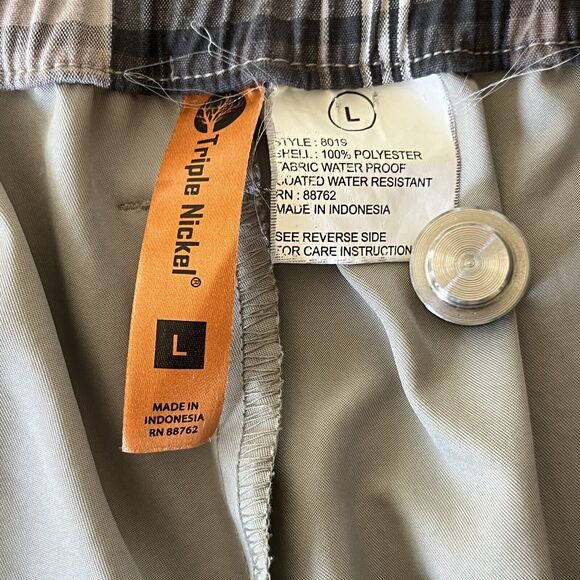 Triple Nickel®
L
MADE IN
INDONESIA
RN 88762
L
STYLE : 8019
SHELL : 100% POLYESTER
FABRIC WATER PROOF
COATED WATER RESISTANT
RN : 88762
MADE IN INDONESIA
SEE REVERSE SIDE
FOR CARE INSTRUCTION